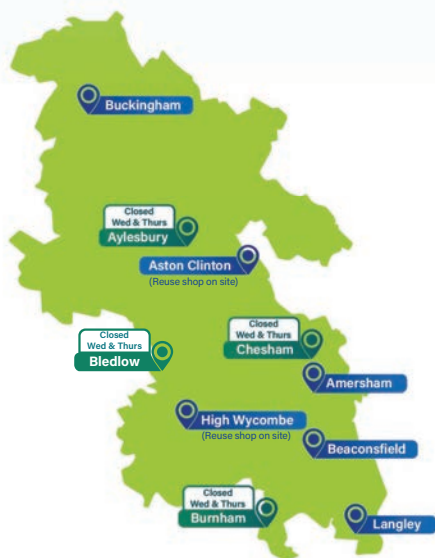 Buckingham
Closed
Wed & Thurs
Aylesbury
Aston Clinton
(Reuse shop on site)
Closed
Wed & Thurs
Chesham
Closed
Wed & Thurs
Bledlow
Amersham
High Wycombe
(Reuse shop on site)
Beaconsfield
Closed
Wed & Thurs
Burnham
Langley